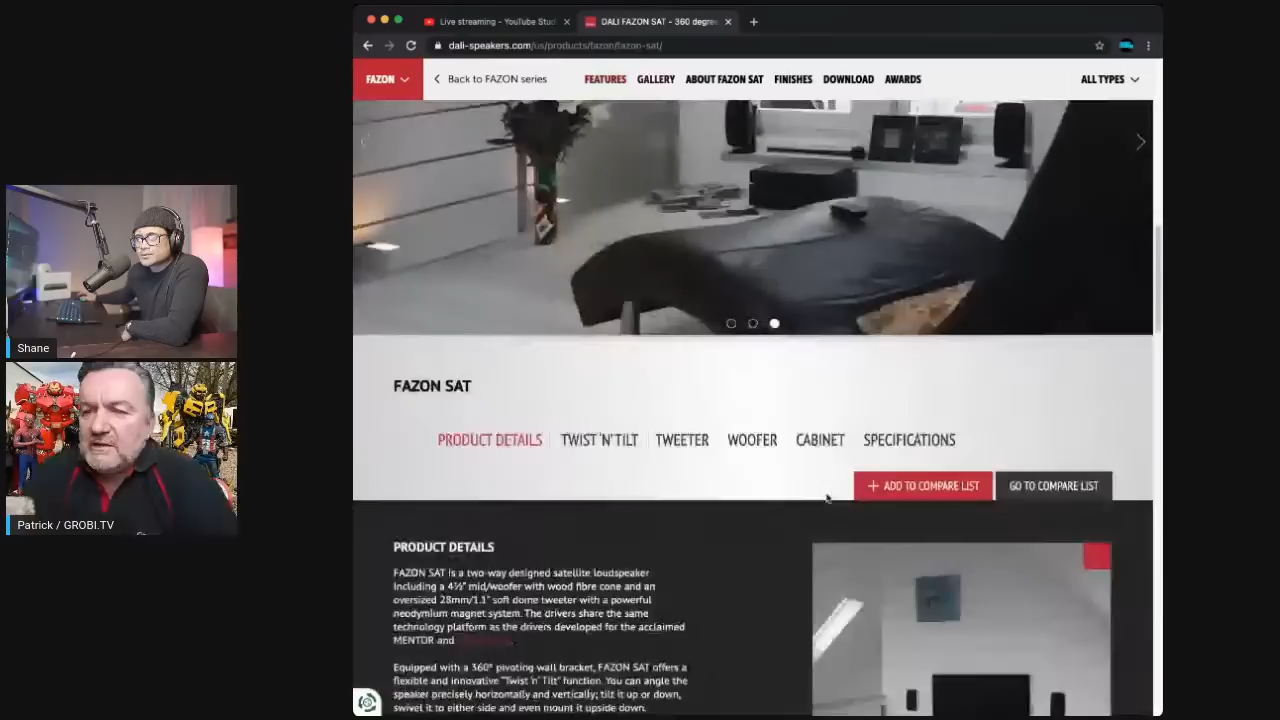 Live streaming - YouTube Stud
DALI FAZON SAT - 360 degree
dali-speakers.com/us/products/fazon/fazon-sat/
FAZON
Back to FAZON series
FEATURES
GALLERY
ABOUT FAZON SAT
FINISHES
DOWNLOAD
AWARDS
ALL TYPES
Shane
Patrick / GROBI.TV
FAZON SAT
PRODUCT DETAILS
TWIST 'N' TILT
TWEETER
WOOFER
CABINET
SPECIFICATIONS
+ ADD TO COMPARE LIST
GO TO COMPARE LIST
PRODUCT DETAILS
FAZON SAT is a two-way designed satellite loudspeaker
including a 4½" mid/woofer with wood fibre cone and an
oversized 28mm/1.1" soft dome tweeter with a powerful
neodymium magnet system. The drivers share the same
technology platform as the drivers developed for the acclaimed
MENTOR and
Equipped with a 360° pivoting wall bracket, FAZON SAT offers a
flexible and innovative "Twist 'n' Tilt" function. You can angle the
speaker precisely horizontally and vertically; tilt it up or down,
swivel it to either side and even mount it upside down.